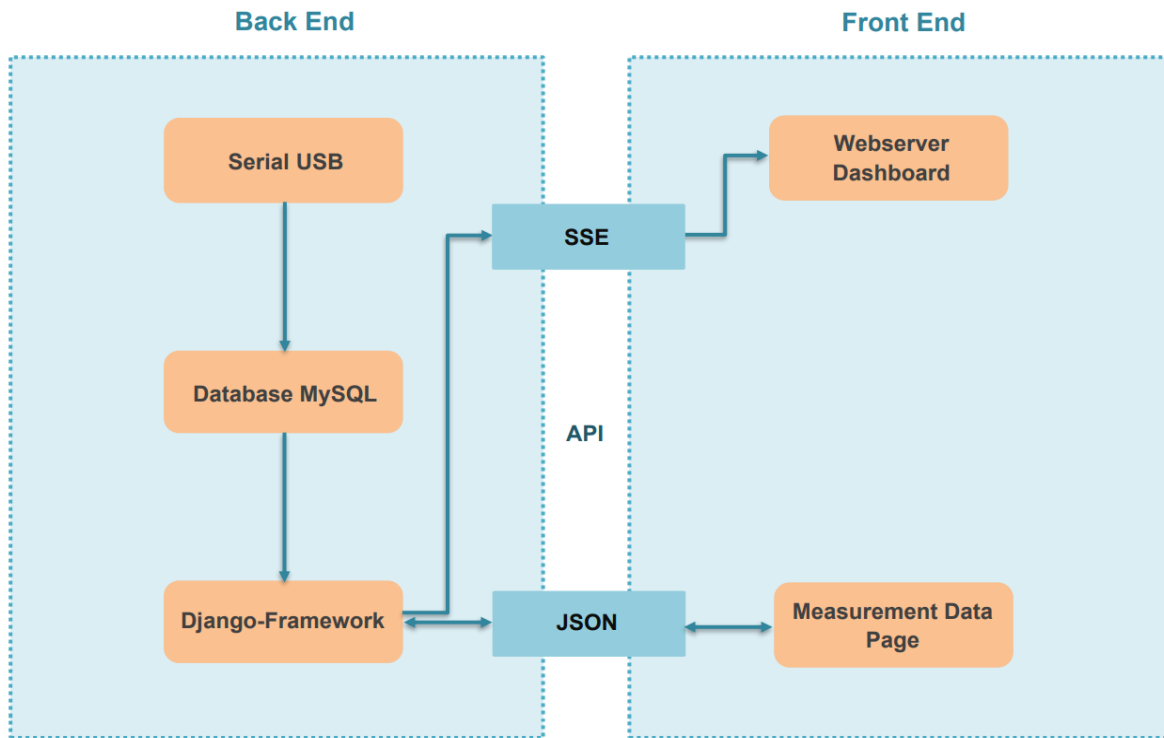 Back End
Front End
Serial USB
Webserver
Dashboard
SSE
Database MySQL
API
Django-Framework
JSON
Measurement Data
Page